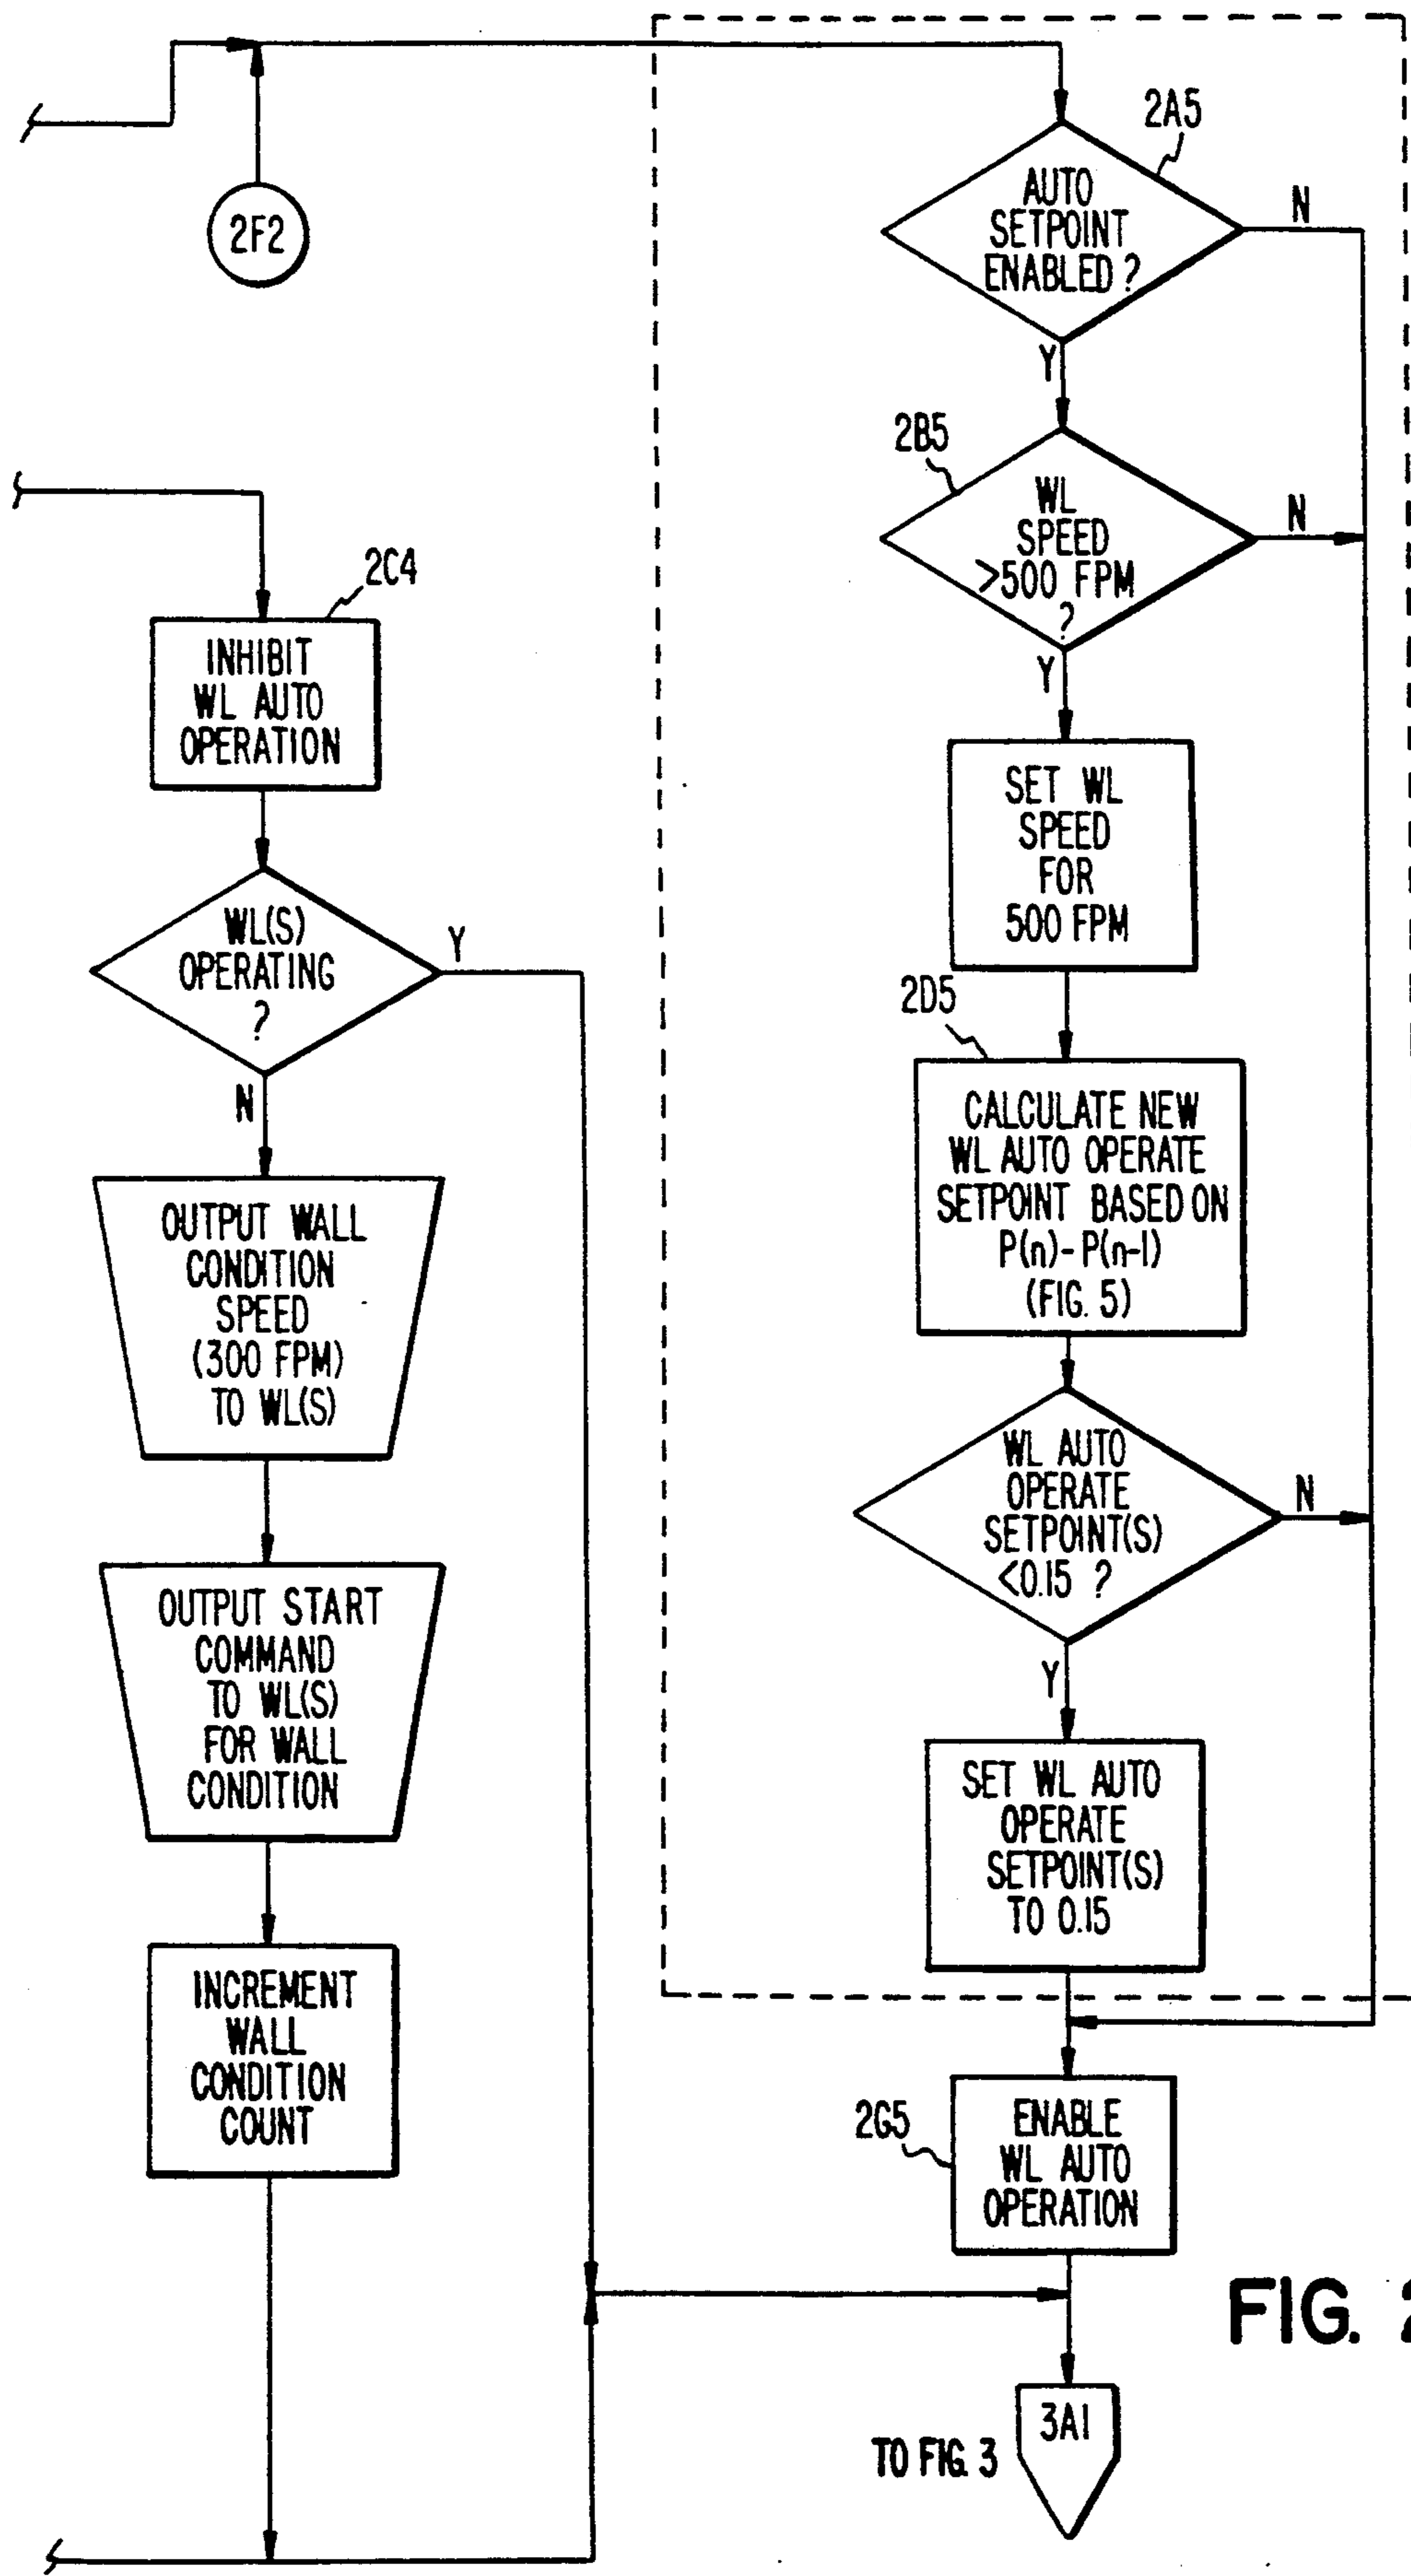 2F2
2C4
INHIBIT
WL AUTO
OPERATION
WL(S)
OPERATING
?
Y
N
OUTPUT WALL
CONDITION
SPEED
(300 FPM)
TO WL(S)
OUTPUT START
COMMAND
TO WL(S)
FOR WALL
CONDITION
INCREMENT
WALL
CONDITION
COUNT
2A5
AUTO
SETPOINT
ENABLED ?
N
Y
2B5
WL
SPEED
>500 FPM
?
N
Y
SET WL
SPEED
FOR
500 FPM
2D5
CALCULATE NEW
WL AUTO OPERATE
SETPOINT BASED ON
P(n)-P(n-1)
(FIG. 5)
WL AUTO
OPERATE
SETPOINT(S)
<0.15 ?
N
Y
SET WL AUTO
OPERATE
SETPOINT(S)
TO 0.15
2G5
ENABLE
WL AUTO
OPERATION
3A1
TO FIG. 3
FIG. 2